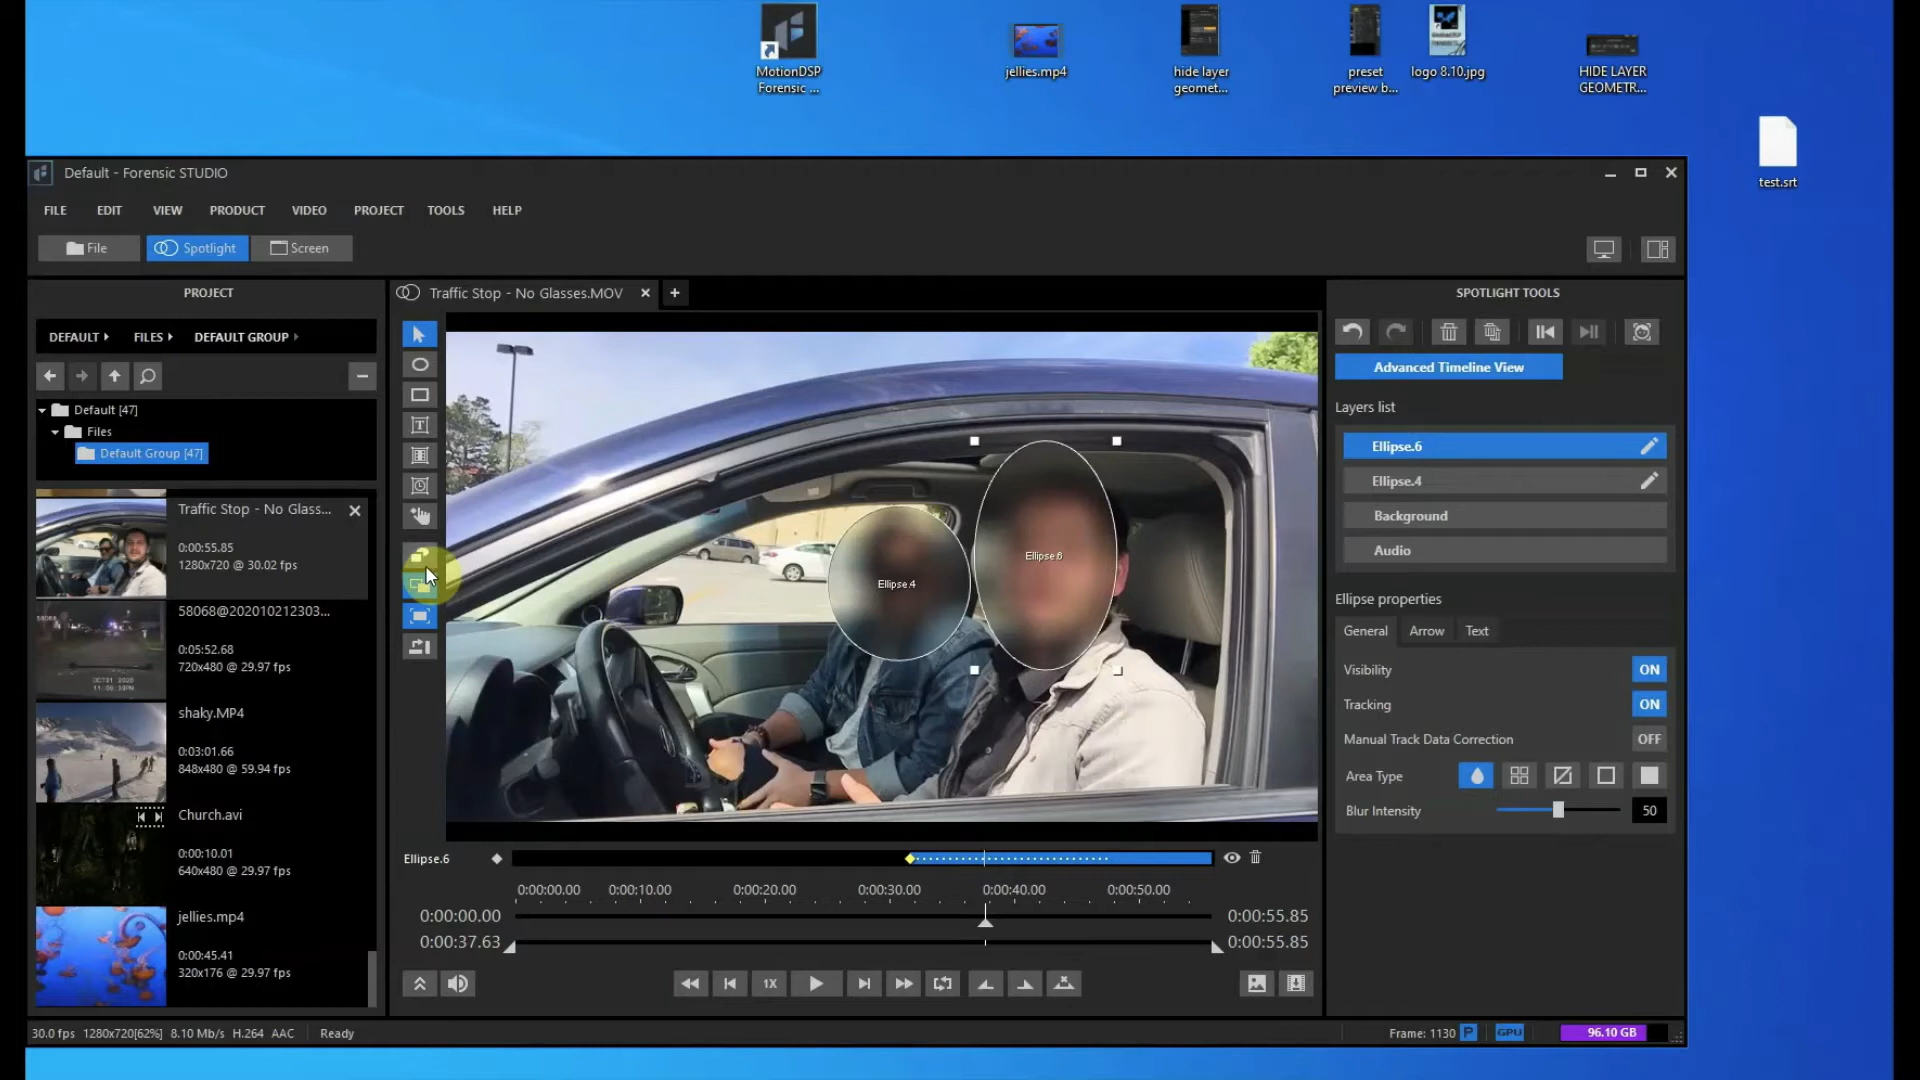 MotionDSP
Forensic ...
jellies.mp4
hide layer
geomet...
preset
preview b...
logo 8.10.jpg
HIDE LAYER
GEOMETR...
test.srt
Default - Forensic STUDIO
FILE EDIT VIEW PRODUCT VIDEO PROJECT TOOLS HELP
File Spotlight Screen
PROJECT
DEFAULT FILES DEFAULT GROUP
Default [47]
Files
Default Group [47]
Traffic Stop - No Glass...
0:00:55.85
1280x720 @ 30.02 fps
58068@202010212303...
0:05:52.68
720x480 @ 29.97 fps
shaky.MP4
0:03:01.66
848x480 @ 59.94 fps
Church.avi
0:00:10.01
640x480 @ 29.97 fps
jellies.mp4
0:00:45.41
320x176 @ 29.97 fps
Traffic Stop - No Glasses.MOV
Ellipse.4
Ellipse.6
Ellipse.6
0:00:00.00 0:00:10.00 0:00:20.00 0:00:30.00 0:00:40.00 0:00:50.00
0:00:00.00 0:00:55.85
0:00:37.63 0:00:55.85
1X
SPOTLIGHT TOOLS
Advanced Timeline View
Layers list
Ellipse.6
Ellipse.4
Background
Audio
Ellipse properties
General Arrow Text
Visibility ON
Tracking ON
Manual Track Data Correction OFF
Area Type
Blur Intensity 50
30.0 fps 1280x720[62%] 8.10 Mb/s H.264 AAC Ready
Frame: 1130 P GPU 96.10 GB